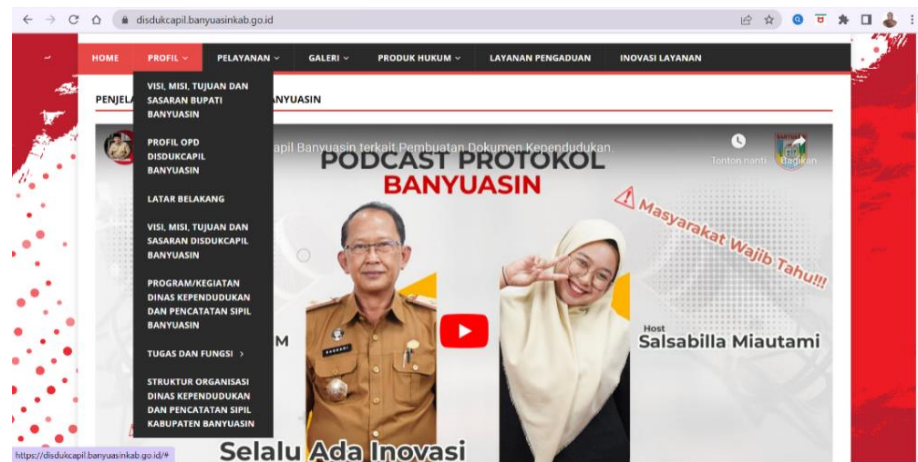 disdukcapil.banyuasinkab.go.id
HOME PROFIL PELAYANAN GALERI PRODUK HUKUM LAYANAN PENGADUAN INOVASI LAYANAN
VISI, MISI, TUJUAN DAN
SASARAN BUPATI
BANYUASIN
PROFIL OPD
DISDUKCAPIL
BANYUASIN
LATAR BELAKANG
VISI, MISI, TUJUAN DAN
SASARAN DISDUKCAPIL
BANYUASIN
PROGRAM/KEGIATAN
DINAS KEPENDUDUKAN
DAN PENCATATAN SIPIL
BANYUASIN
TUGAS DAN FUNGSI >
STRUKTUR ORGANISASI
DINAS KEPENDUDUKAN
DAN PENCATATAN SIPIL
KABUPATEN BANYUASIN
Banyuasin terkait Pembuatan Dokumen Kependudukan.
Tonton nanti Bagikan
PODCAST PROTOKOL
BANYUASIN
Masyarakat Wajib Tahu!!!
Host
Salsabilla Miautami
Selalu Ada Inovasi
https://disdukcapil.banyuasinkab.go.id/#